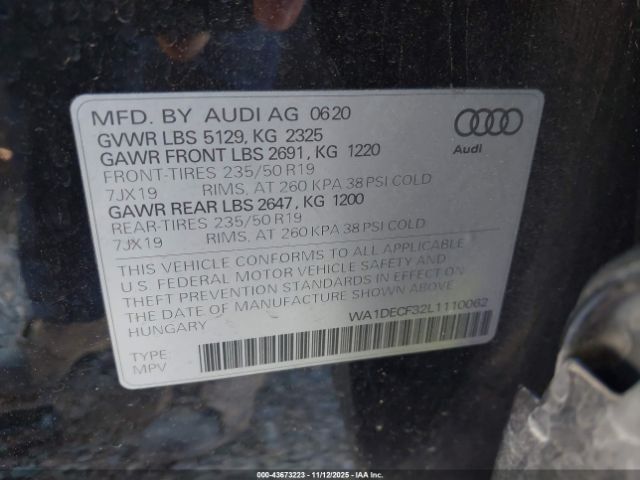 MFD. BY AUDI AG 0620
GVWR LBS 5129, KG 2325
GAWR FRONT LBS 2691, KG 1220
FRONT-TIRES 235/50 R19
7JX19 RIMS, AT 260 KPA 38 PSI COLD
GAWR REAR LBS 2647, KG 1200
REAR-TIRES 235/50 R19
7JX19 RIMS, AT 260 KPA 38 PSI COLD
Audi
THIS VEHICLE CONFORMS TO ALL APPLICABLE
U.S. FEDERAL MOTOR VEHICLE SAFETY AND
THEFT PREVENTION STANDARDS IN EFFECT ON
THE DATE OF MANUFACTURE SHOWN ABOVE.
HUNGARY
WA1DECF32L1110062
TYPE:
MPV
000-43673223 - 11/12/2025 - IAAI.COM